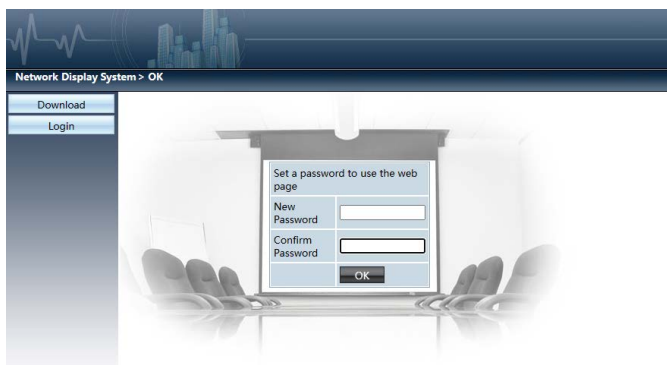 Network Display System > OK
Download
Login
Set a password to use the web
page
New
Password
Confirm
Password
OK